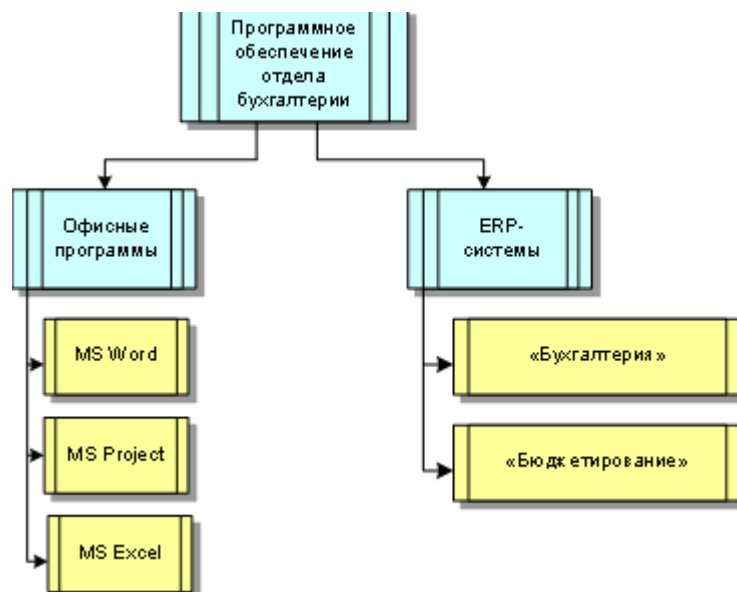 Программное
обеспечение
отдела
бухгалтерии
Офисные
программы
ERP-
системы
MS Word
«Бухгалтерия»
MS Project
«Бюджетирование»
MS Excel